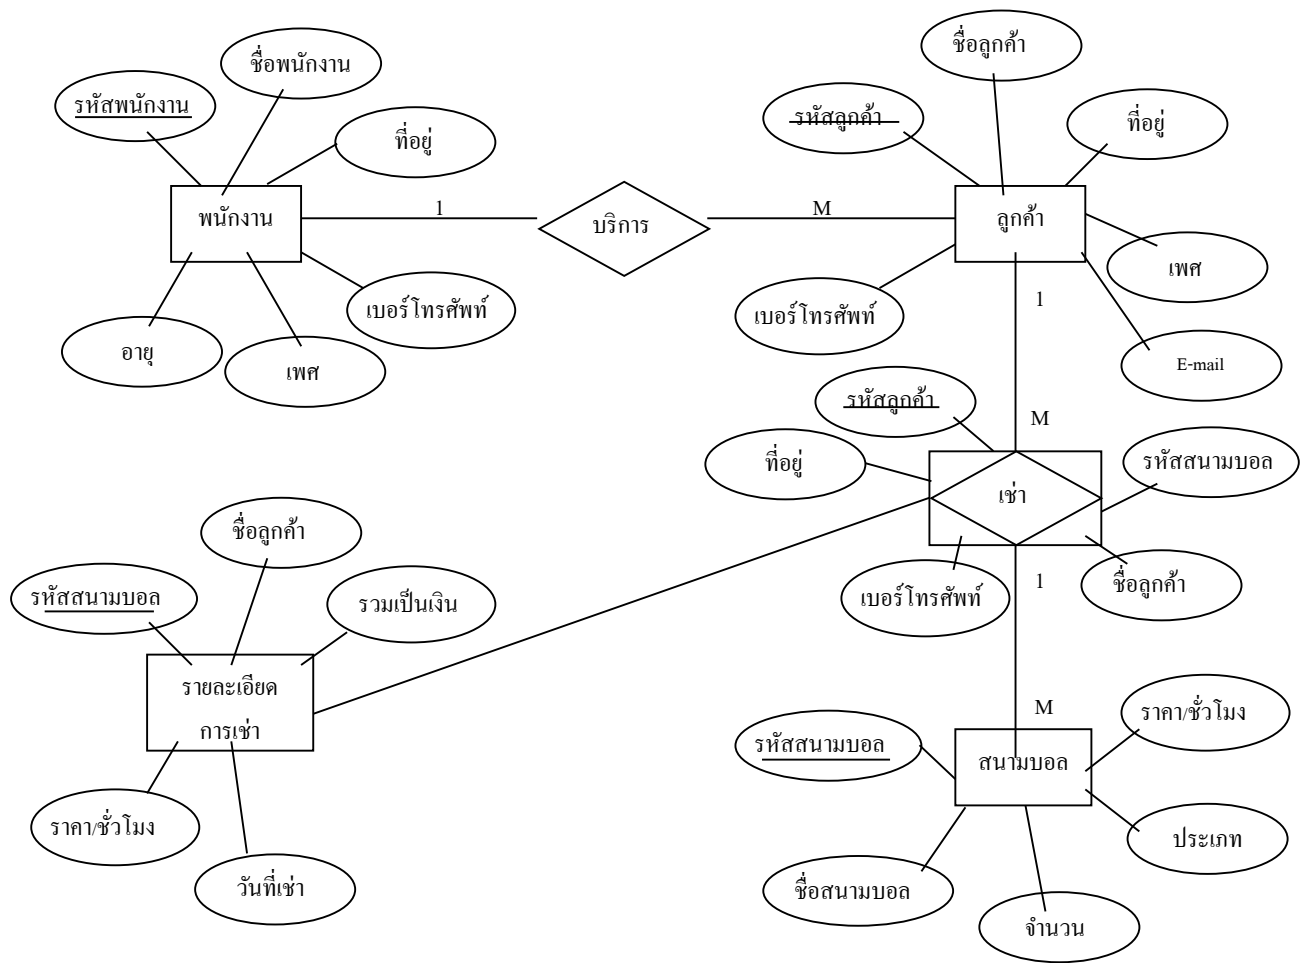 ชื่อลูกค้า
ชื่อพนักงาน
รหัสพนักงาน
รหัสลูกค้า
ที่อยู่
ที่อยู่
พนักงาน
1
บริการ
M
ลูกค้า
เพศ
เบอร์โทรศัพท์
เบอร์โทรศัพท์
1
อายุ
เพศ
E-mail
รหัสลูกค้า
M
ที่อยู่
รหัสสนามบอล
เช่า
ชื่อลูกค้า
1
เบอร์โทรศัพท์
ชื่อลูกค้า
รหัสสนามบอล
รวมเป็นเงิน
รายละเอียด
การเช่า
M
ราคา/ชั่วโมง
รหัสสนามบอล
สนามบอล
ราคา/ชั่วโมง
ประเภท
วันที่เช่า
ชื่อสนามบอล
จำนวน